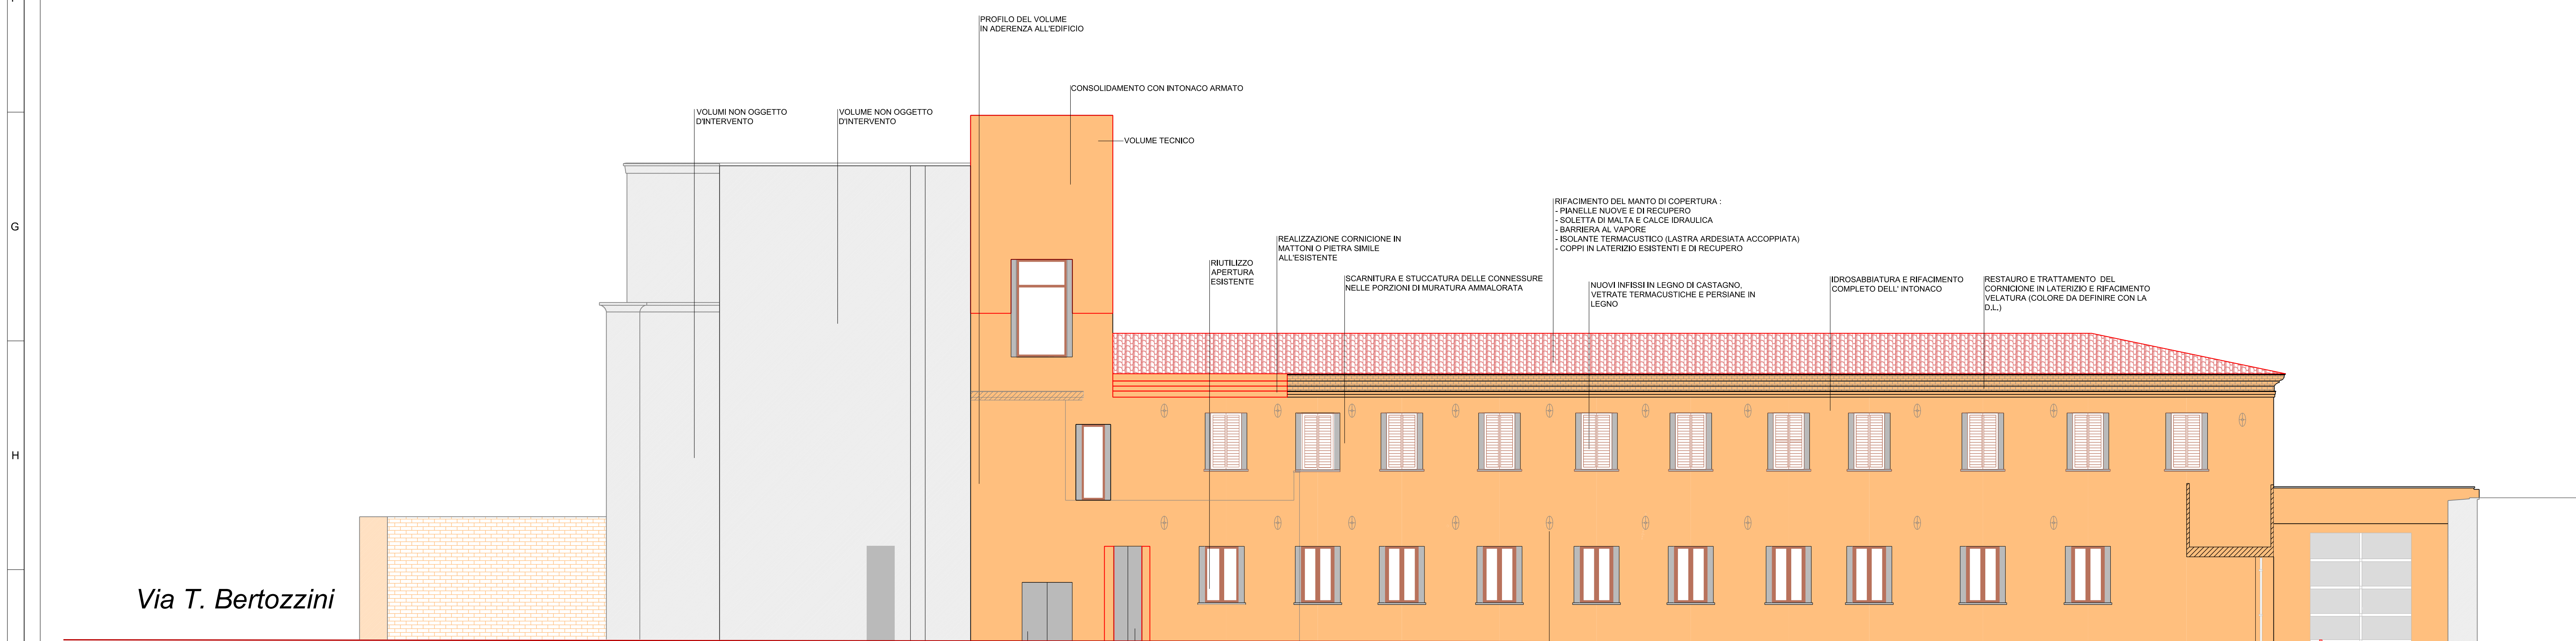 PROFILO DEL VOLUME
IN ADERENZA ALL'EDIFICIO
CONSOLIDAMENTO CON INTONACO ARMATO
VOLUMI NON OGGETTO
D'INTERVENTO
VOLUME NON OGGETTO
D'INTERVENTO
VOLUME TECNICO
RIFACIMENTO DEL MANTO DI COPERTURA :
- PIANELLE NUOVE E DI RECUPERO
- SOLETTA DI MALTA E CALCE IDRAULICA
- BARRIERA AL VAPORE
- ISOLANTE TERMACUSTICO (LASTRA ARDESIATA ACCOPPIATA)
- COPPI IN LATERIZIO ESISTENTI E DI RECUPERO
G
REALIZZAZIONE CORNICIONE IN
MATTONI O PIETRA SIMILE
ALL'ESISTENTE
RIUTILIZZO
APERTURA
ESISTENTE
SCARNITURA E STUCCATURA DELLE CONNESSURE
NELLE PORZIONI DI MURATURA AMMALORATA
NUOVI INFISSI IN LEGNO DI CASTAGNO,
VETRATE TERMACUSTICHE E PERSIANE IN
LEGNO
IDROSABBIATURA E RIFACIMENTO
COMPLETO DELL' INTONACO
RESTAURO E TRATTAMENTO DEL
CORNICIONE IN LATERIZIO E RIFACIMENTO
VELATURA (COLORE DA DEFINIRE CON LA
D.L.)
H
Via T. Bertozzini